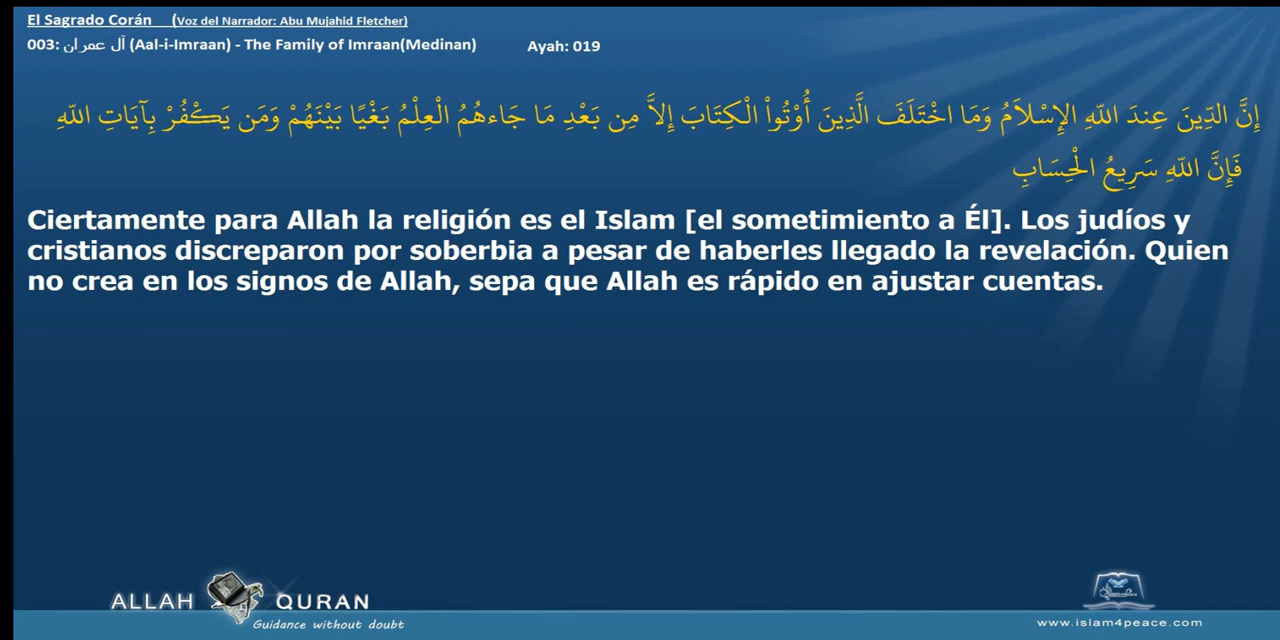 El Sagrado Corán (Voz del Narrador: Abu Mujahid Fletcher)
003: آل عمران (Aal-i-Imraan) - The Family of Imraan(Medinan) Ayah: 019
إِنَّ الدِّينَ عِندَ اللّهِ الإِسْلاَمُ وَمَا اخْتَلَفَ الَّذِينَ أُوْتُواْ الْكِتَابَ إِلاَّ مِن بَعْدِ مَا جَاءهُمُ الْعِلْمُ بَغْيًا بَيْنَهُمْ وَمَن يَكْفُرْ بِآيَاتِ اللّهِ
فَإِنَّ اللّهِ سَرِيعُ الْحِسَابِ
Ciertamente para Allah la religión es el Islam [el sometimiento a Él]. Los judíos y
cristianos discreparon por soberbia a pesar de haberles llegado la revelación. Quien
no crea en los signos de Allah, sepa que Allah es rápido en ajustar cuentas.
ALLAH QURAN
Guidance without doubt
www.islam4peace.com